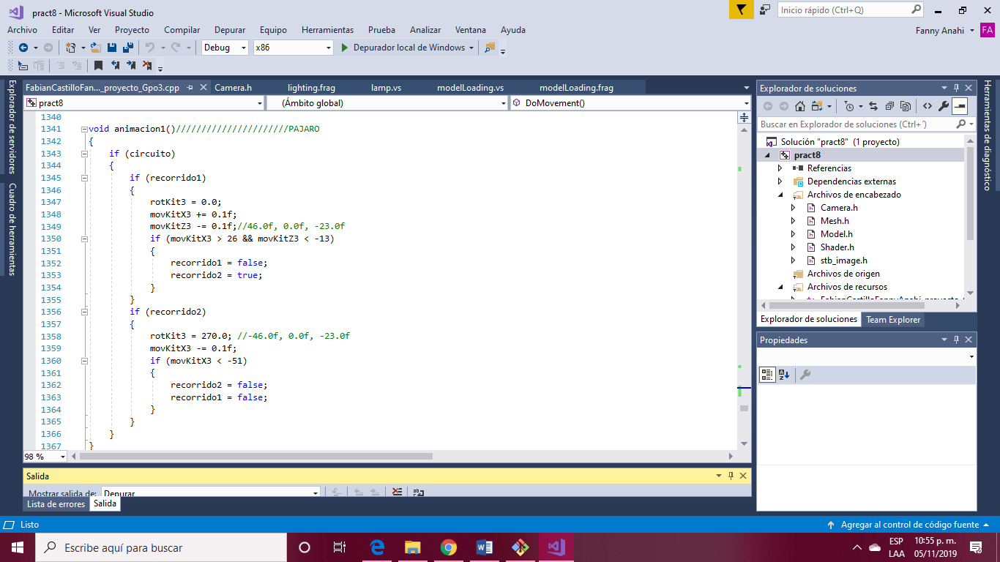 pract8 - Microsoft Visual Studio
Inicio rápido (Ctrl+Q)
Archivo Editar Ver Proyecto Compilar Depurar Equipo Herramientas Prueba Analizar Ventana Ayuda
Fanny Anahi FA
Debug x86 Depurador local de Windows
Explorador de servidores
Cuadro de herramientas
FabianCastilloFan..._proyecto_Gpo3.cpp Camera.h lighting.frag lamp.vs modelLoading.vs modelLoading.frag
pract8 (Ámbito global) DoMovement()
1340
1341 void animacion1()//////////////////////PAJARO
1342 {
1343 if (circuito)
1344 {
1345 if (recorrido1)
1346 {
1347 rotKit3 = 0.0;
1348 movKitX3 += 0.1f;
1349 movKitZ3 -= 0.1f;//46.0f, 0.0f, -23.0f
1350 if (movKitX3 > 26 && movKitZ3 < -13)
1351 {
1352 recorrido1 = false;
1353 recorrido2 = true;
1354 }
1355 }
1356 if (recorrido2)
1357 {
1358 rotKit3 = 270.0; //-46.0f, 0.0f, -23.0f
1359 movKitX3 -= 0.1f;
1360 if (movKitX3 < -51)
1361 {
1362 recorrido2 = false;
1363 recorrido1 = false;
1364 }
1365 }
1366 }
1367 }
98 %
Salida
Mostrar salida de: Depurar
Lista de errores Salida
Explorador de soluciones
Buscar en Explorador de soluciones (Ctrl+´)
Solución "pract8" (1 proyecto)
pract8
Referencias
Dependencias externas
Archivos de encabezado
Camera.h
Mesh.h
Model.h
Shader.h
stb_image.h
Archivos de origen
Archivos de recursos
FabianCastilloFannyAnahi_proyecto_
Explorador de soluciones Team Explorer
Propiedades
Herramientas de diagnóstico
Listo
Agregar al control de código fuente
Escribe aquí para buscar
ESP
LAA
10:55 p. m.
05/11/2019